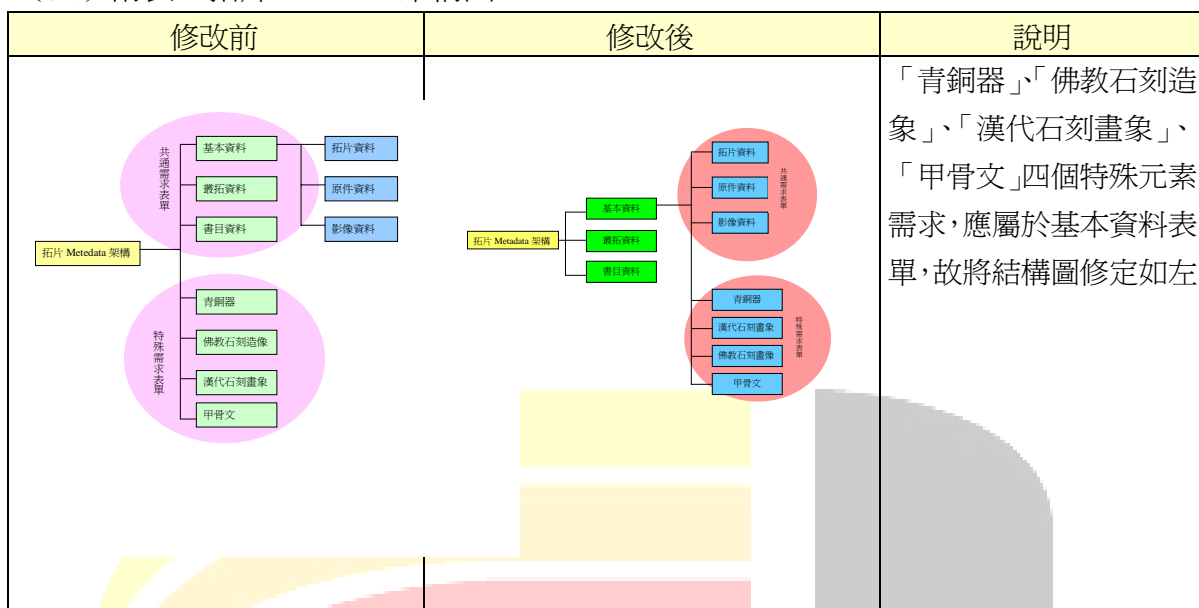 修改前
修改後
說明
共通需求表單
基本資料
叢拓資料
書目資料
拓片資料
原件資料
影像資料
拓片 Metedata 架構
特殊需求表單
青銅器
佛教石刻造像
漢代石刻畫象
甲骨文
拓片 Metadata 架構
基本資料
叢拓資料
書目資料
拓片資料
原件資料
影像資料
共通需求表單
青銅器
漢代石刻畫象
佛教石刻畫像
甲骨文
特殊需求表單
「青銅器」、「佛教石刻造
象」、「漢代石刻畫象」、
「甲骨文」四個特殊元素
需求，應屬於基本資料表
單，故將結構圖修定如左